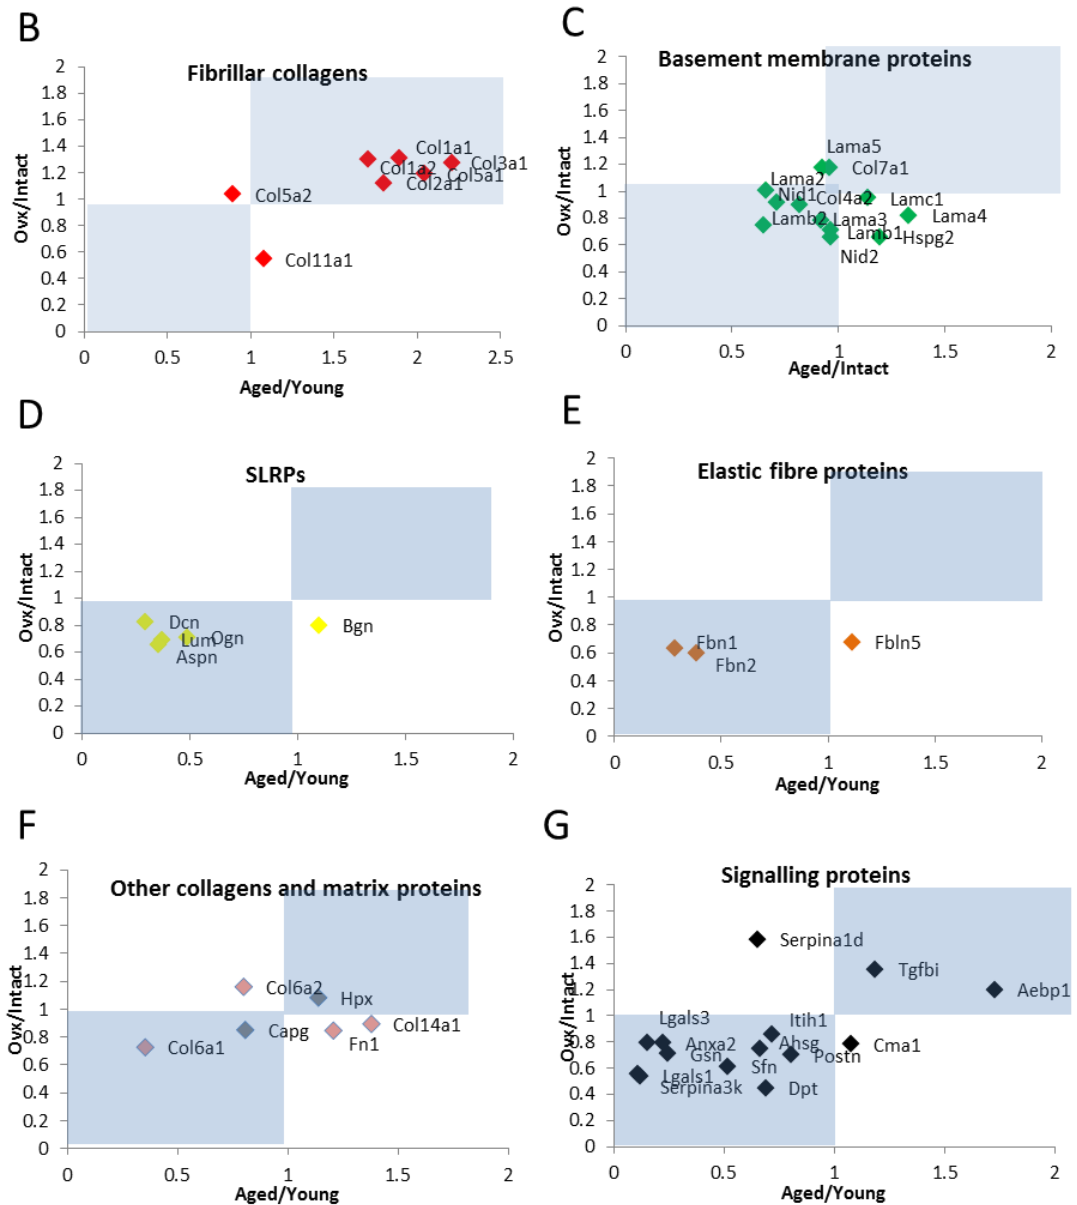 B
Fibrillar collagens
Ovx/Intact
2
1.8
1.6
1.4
1.2
1
0.8
0.6
0.4
0.2
0
Col1a1
Col1a2
Col3a1
Col5a1
Col2a1
Col5a2
Col11a1
0 0.5 1 1.5 2 2.5
Aged/Young
C
Basement membrane proteins
Ovx/Intact
2
1.8
1.6
1.4
1.2
1
0.8
0.6
0.4
0.2
0
Lama5
Col7a1
Lama2
Nid1
Col4a2
Lamc1
Lamb2
Lama3
Lama4
Lamb1
Hspg2
Nid2
0 0.5 1 1.5 2
Aged/Intact
D
SLRPs
Ovx/Intact
2
1.8
1.6
1.4
1.2
1
0.8
0.6
0.4
0.2
0
Dcn
Lum
Ogn
Aspn
Bgn
0 0.5 1 1.5 2
Aged/Young
E
Elastic fibre proteins
Ovx/Intact
2
1.8
1.6
1.4
1.2
1
0.8
0.6
0.4
0.2
0
Fbn1
Fbn2
Fbln5
0 0.5 1 1.5 2
Aged/Young
F
Other collagens and matrix proteins
Ovx/Intact
2
1.8
1.6
1.4
1.2
1
0.8
0.6
0.4
0.2
0
Col6a2
Hpx
Capg
Col14a1
Fn1
Col6a1
0 0.5 1 1.5 2
Aged/Young
G
Signalling proteins
Ovx/Intact
2
1.8
1.6
1.4
1.2
1
0.8
0.6
0.4
0.2
0
Serpina1d
Tgfbi
Aebp1
Lgals3
Itih1
Anxa2
Ahsg
Cma1
Gsn
Postn
Sfn
Lgals1
Serpina3k
Dpt
0 0.5 1 1.5 2
Aged/Young